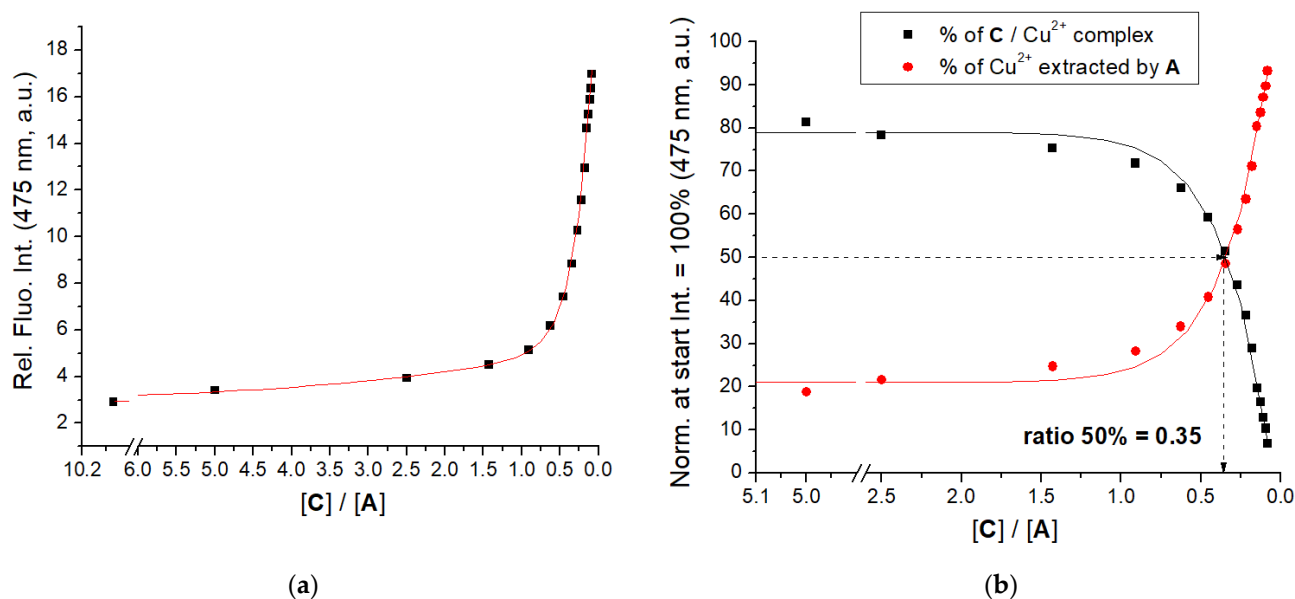 Rel. Fluo. Int. (475 nm, a.u.)
18
16
14
12
10
8
6
4
2
10.2 6.0 5.0 4.5 4.0 3.5 3.0 2.5 2.0 1.5 1.0 0.5 0.0
[C] / [A]
(a)
% of C / Cu²⁺ complex
% of Cu²⁺ extracted by A
Norm. at start Int. = 100% (475 nm, a.u.)
100
90
80
70
60
50
40
30
20
10
0
ratio 50% = 0.35
5.1 5.0 2.5 2.0 1.5 1.0 0.5 0.0
[C] / [A]
(b)